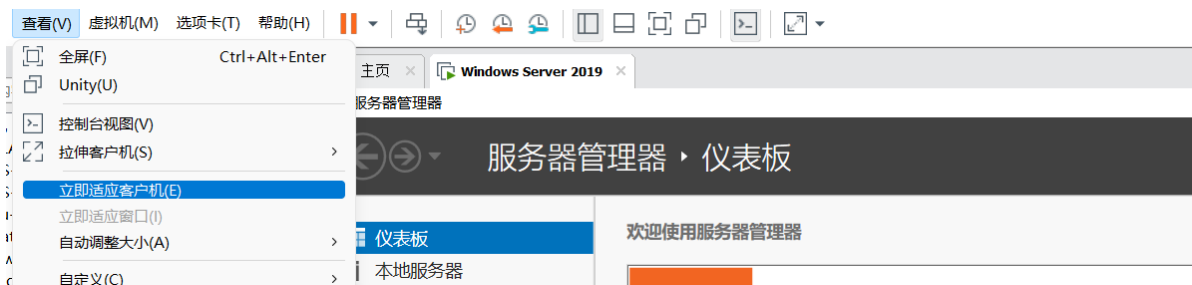 查看(V) 虚拟机(M) 选项卡(T) 帮助(H)
全屏(F) Ctrl+Alt+Enter
Unity(U)
控制台视图(V)
拉伸客户机(S)
立即适应客户机(E)
立即适应窗口(I)
自动调整大小(A)
自定义(C)
主页 Windows Server 2019
服务器管理器
服务器管理器 · 仪表板
仪表板
本地服务器
欢迎使用服务器管理器